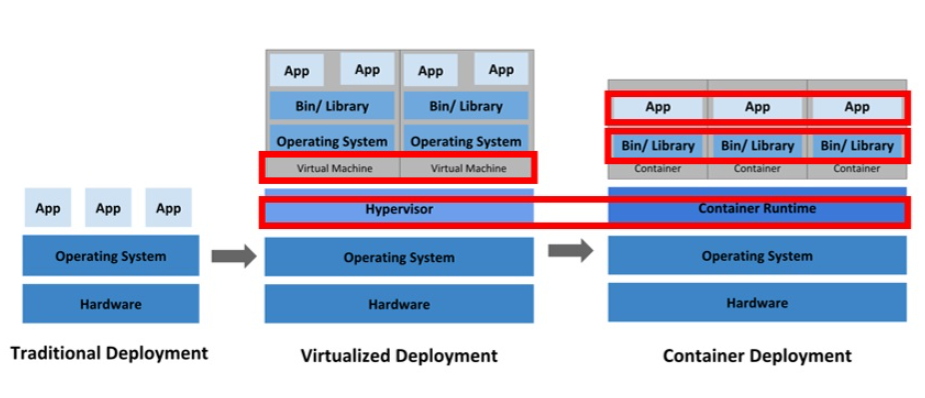 App App App
Operating System
Hardware
Traditional Deployment
App App App App
Bin/ Library Bin/ Library
Operating System Operating System
Virtual Machine Virtual Machine
Hypervisor
Operating System
Hardware
Virtualized Deployment
App App App
Bin/ Library Bin/ Library Bin/ Library
Container Container Container
Container Runtime
Operating System
Hardware
Container Deployment